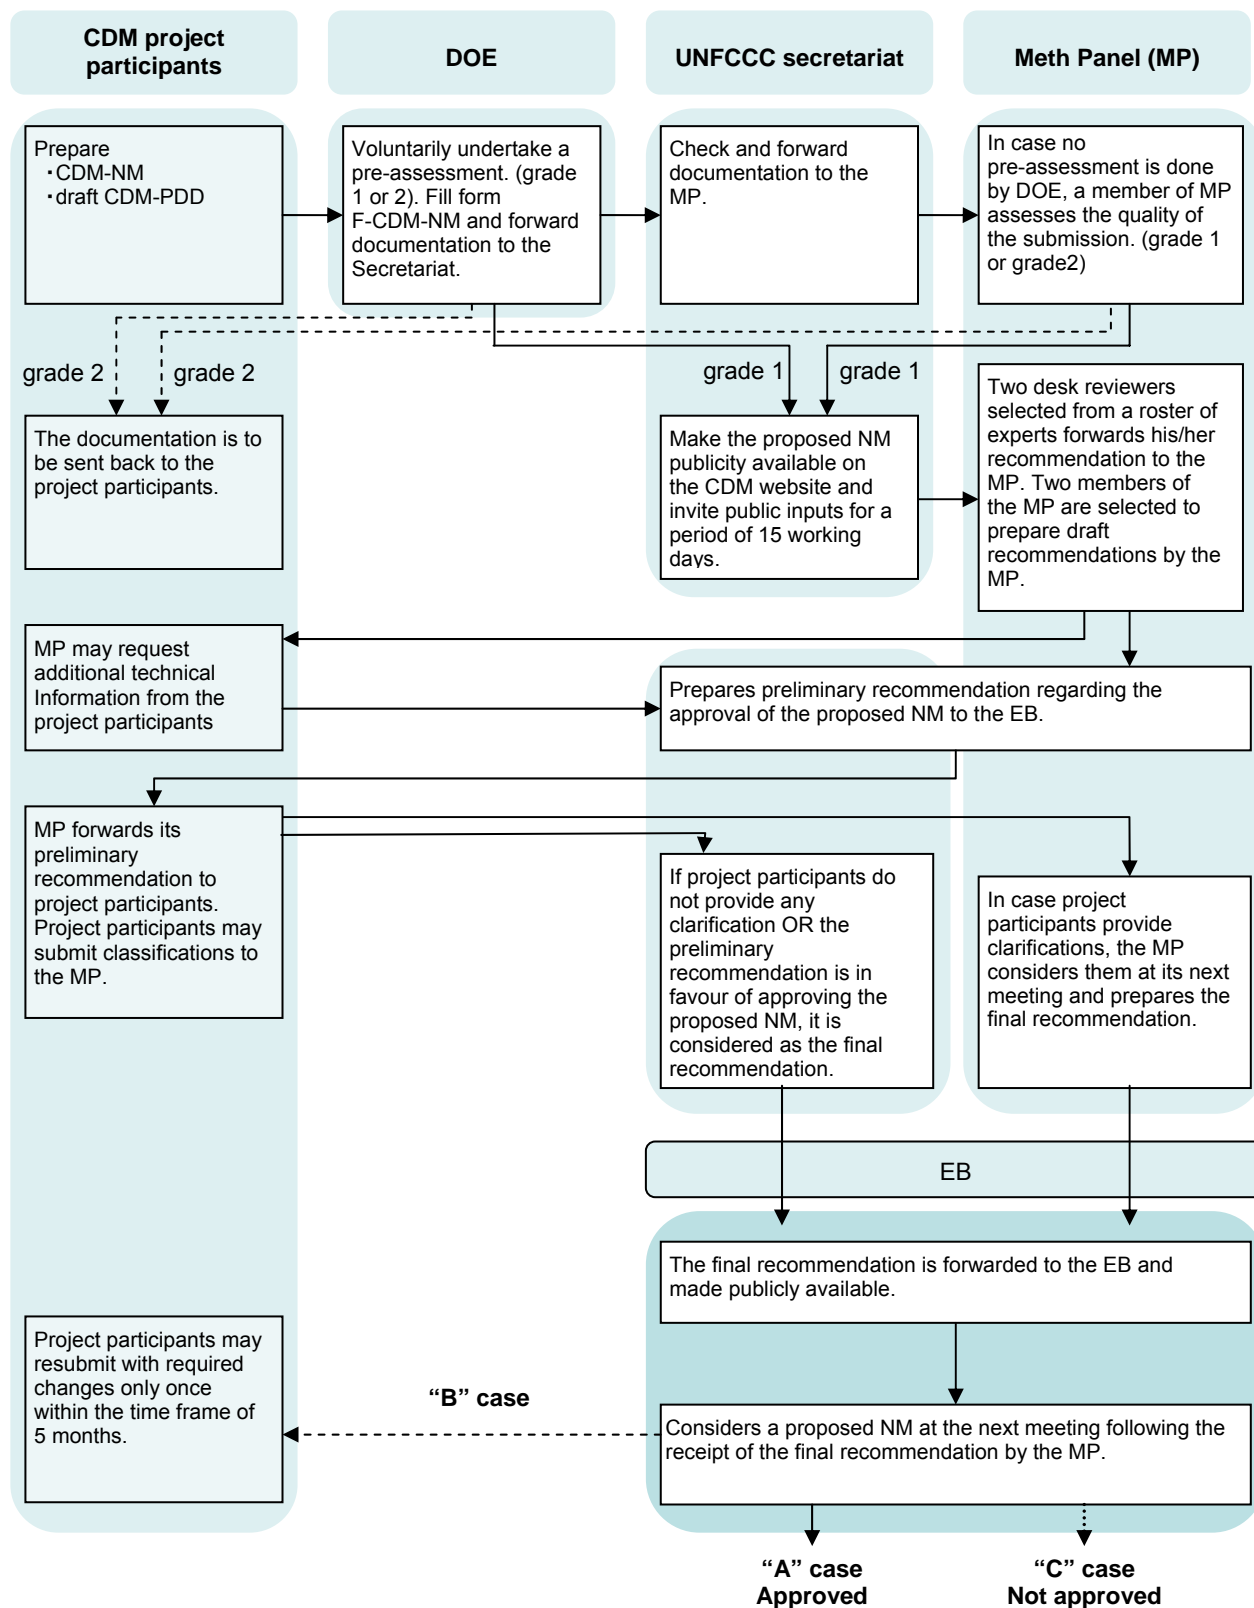 CDM project
participants
DOE
UNFCCC secretariat
Meth Panel (MP)
Prepare
・CDM-NM
・draft CDM-PDD
Voluntarily undertake a
pre-assessment. (grade
1 or 2). Fill form
F-CDM-NM and forward
documentation to the
Secretariat.
Check and forward
documentation to the
MP.
In case no
pre-assessment is done
by DOE, a member of MP
assesses the quality of
the submission. (grade 1
or grade2)
grade 2
grade 2
grade 1
grade 1
The documentation is to
be sent back to the
project participants.
Make the proposed NM
publicity available on
the CDM website and
invite public inputs for a
period of 15 working
days.
Two desk reviewers
selected from a roster of
experts forwards his/her
recommendation to the
MP. Two members of
the MP are selected to
prepare draft
recommendations by the
MP.
MP may request
additional technical
Information from the
project participants
Prepares preliminary recommendation regarding the
approval of the proposed NM to the EB.
MP forwards its
preliminary
recommendation to
project participants.
Project participants may
submit classifications to
the MP.
If project participants do
not provide any
clarification OR the
preliminary
recommendation is in
favour of approving the
proposed NM, it is
considered as the final
recommendation.
In case project
participants provide
clarifications, the MP
considers them at its next
meeting and prepares the
final recommendation.
EB
The final recommendation is forwarded to the EB and
made publicly available.
Project participants may
resubmit with required
changes only once
within the time frame of
5 months.
“B” case
Considers a proposed NM at the next meeting following the
receipt of the final recommendation by the MP.
“A” case
Approved
“C” case
Not approved